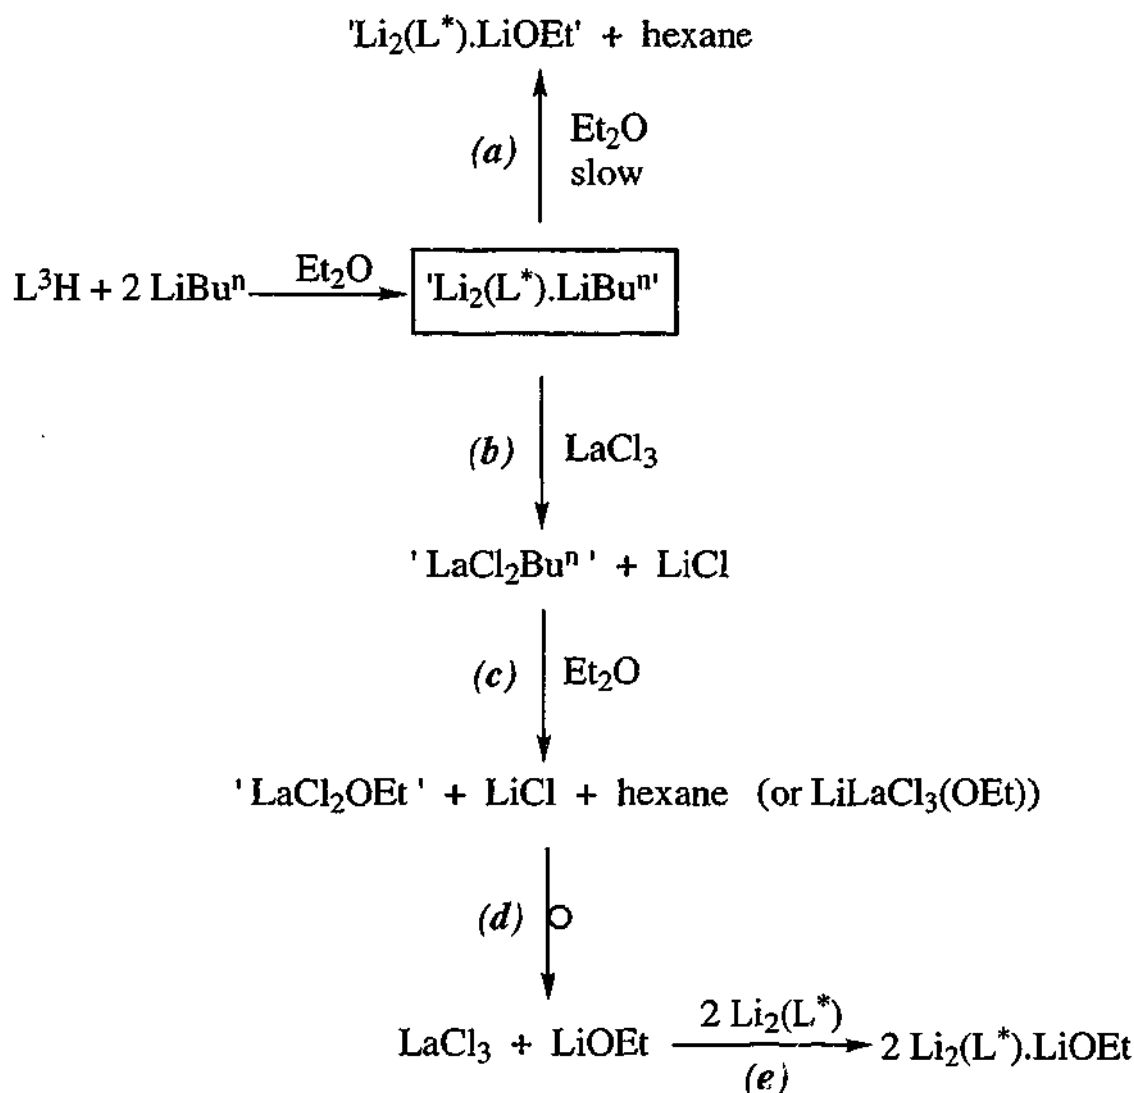 'Li₂(L*).LiOEt' + hexane
(a) Et₂O
slow
L³H + 2 LiBuⁿ Et₂O 'Li₂(L*).LiBuⁿ'
(b) LaCl₃
'LaCl₂Buⁿ' + LiCl
(c) Et₂O
'LaCl₂OEt' + LiCl + hexane (or LiLaCl₃(OEt))
(d)
LaCl₃ + LiOEt 2 Li₂(L*) 2 Li₂(L*).LiOEt
(e)